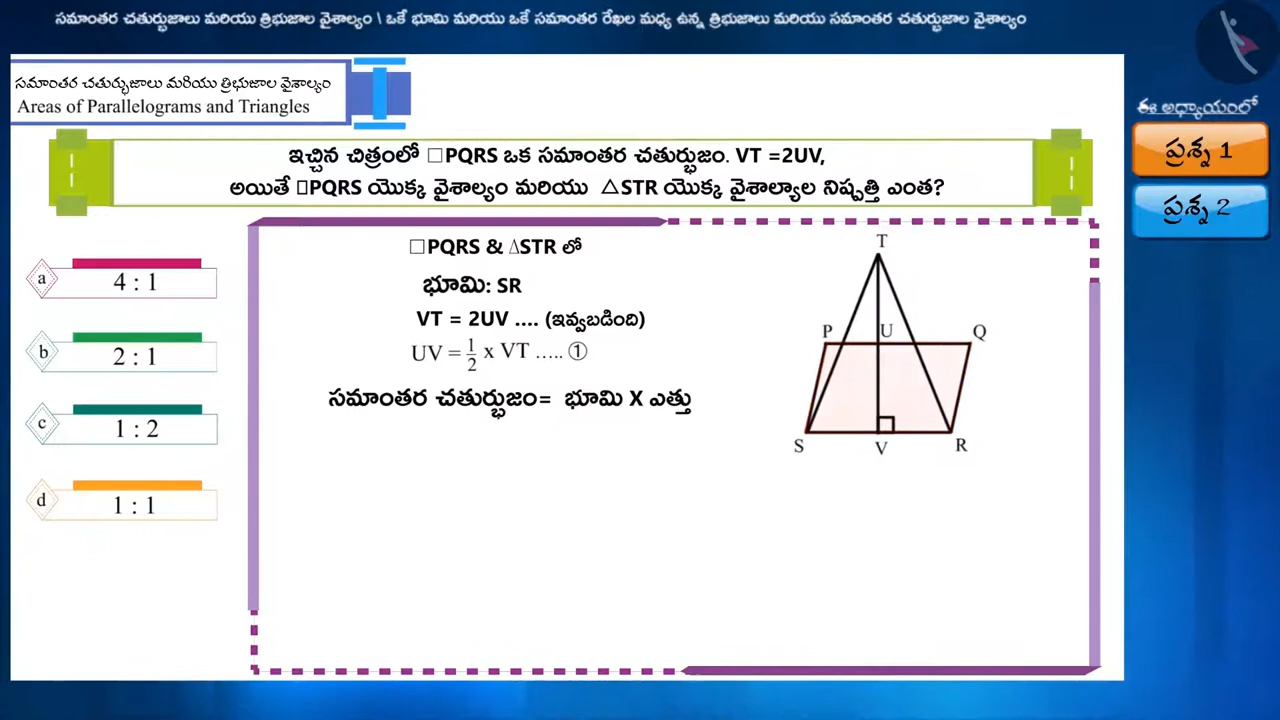 సమాంతర చతుర్భుజాలు మరియు త్రిభుజాల వైశాల్యం \ ఒకే భూమి మరియు ఒకే సమాంతర రేఖల మధ్య ఉన్న త్రిభుజాలు మరియు సమాంతర చతుర్భుజాల వైశాల్యం
సమాంతర చతుర్భుజాలు మరియు త్రిభుజాల వైశాల్యం
Areas of Parallelograms and Triangles
ఈ అధ్యాయంలో
ప్రశ్న 1
ప్రశ్న 2
ఇచ్చిన చిత్రంలో □PQRS ఒక సమాంతర చతుర్భుజం. VT =2UV,
అయితే □PQRS యొక్క వైశాల్యం మరియు △STR యొక్క వైశాల్యాల నిష్పత్తి ఎంత?
a 4 : 1
b 2 : 1
c 1 : 2
d 1 : 1
□PQRS & ∆STR లో
భూమి: SR
VT = 2UV .... (ఇవ్వబడింది)
UV = 1/2 x VT ..... ①
సమాంతర చతుర్భుజం= భూమి X ఎత్తు
T
P U Q
S V R